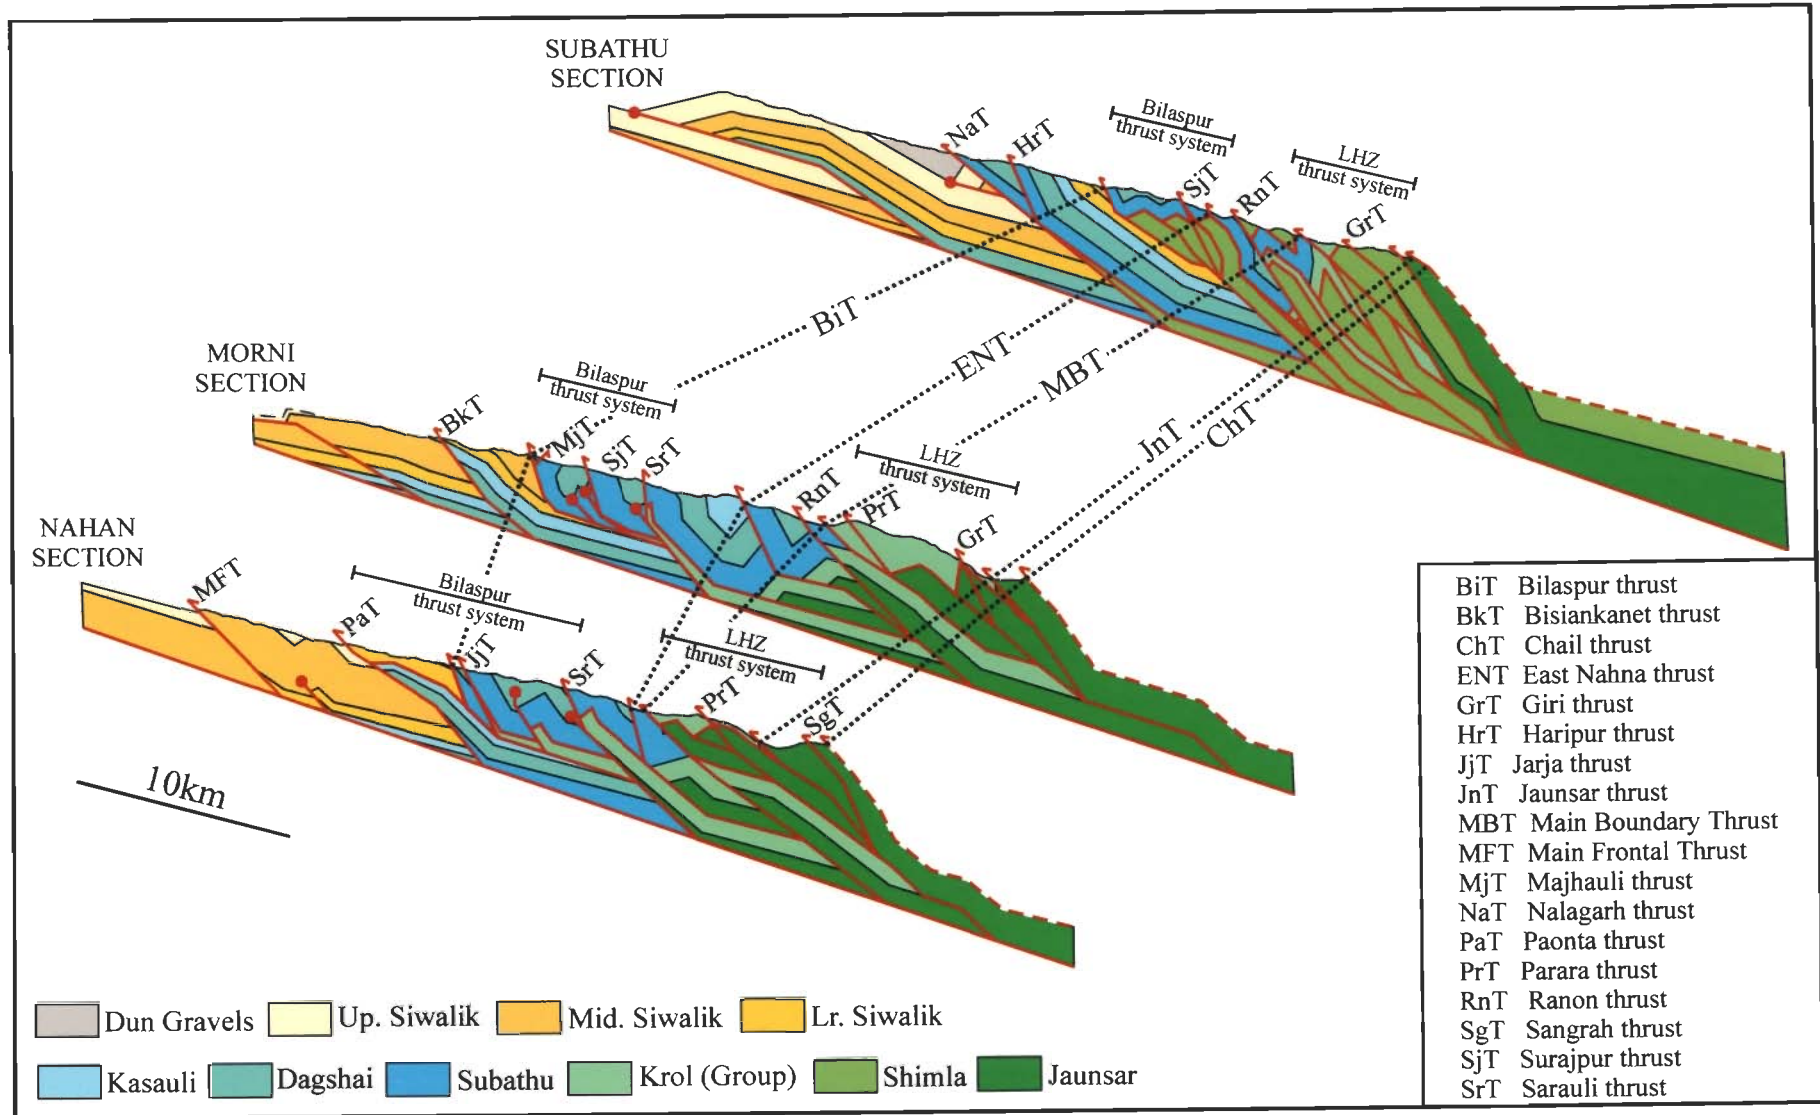 SUBATHU
SECTION
NaT
HrT
Bilaspur
thrust system
SjT
RnT
LHZ
thrust system
GrT
BiT
ENT
MBT
JnT
ChT
MORNI
SECTION
BkT
Bilaspur
thrust system
MjT
SjT
SrT
RnT
LHZ
thrust system
PrT
GrT
NAHAN
SECTION
MFT
PaT
Bilaspur
thrust system
JjT
SrT
LHZ
thrust system
PrT
SgT
10km
BiT Bilaspur thrust
BkT Bisiankanet thrust
ChT Chail thrust
ENT East Nahna thrust
GrT Giri thrust
HrT Haripur thrust
JjT Jarja thrust
JnT Jaunsar thrust
MBT Main Boundary Thrust
MFT Main Frontal Thrust
MjT Majhauli thrust
NaT Nalagarh thrust
PaT Paonta thrust
PrT Parara thrust
RnT Ranon thrust
SgT Sangrah thrust
SjT Surajpur thrust
SrT Sarauli thrust
Dun Gravels Up. Siwalik Mid. Siwalik Lr. Siwalik
Kasauli Dagshai Subathu Krol (Group) Shimla Jaunsar